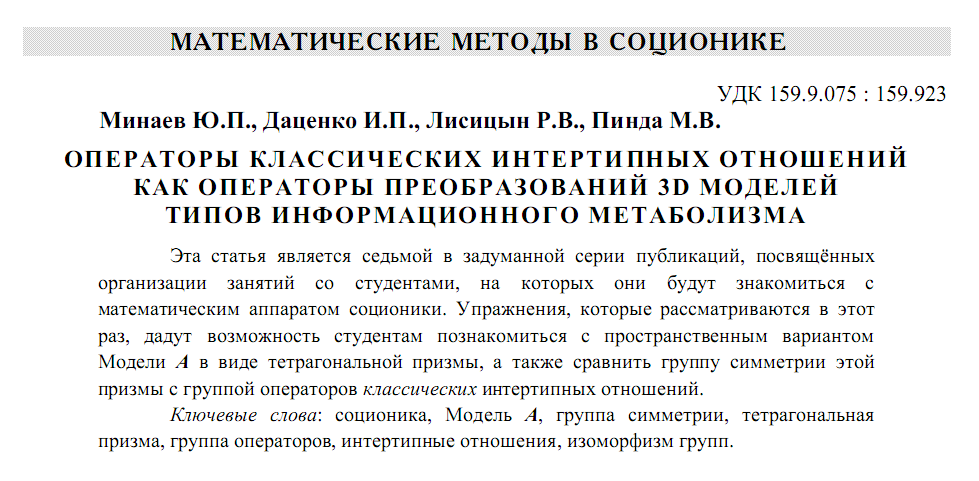 МАТЕМАТИЧЕСКИЕ МЕТОДЫ В СОЦИОНИКЕ
УДК 159.9.075 : 159.923
Минаев Ю.П., Даценко И.П., Лисицын Р.В., Пинда М.В.
ОПЕРАТОРЫ КЛАССИЧЕСКИХ ИНТЕРТИПНЫХ ОТНОШЕНИЙ
КАК ОПЕРАТОРЫ ПРЕОБРАЗОВАНИЙ 3D МОДЕЛЕЙ
ТИПОВ ИНФОРМАЦИОННОГО МЕТАБОЛИЗМА
Эта статья является седьмой в задуманной серии публикаций, посвящённых
организации занятий со студентами, на которых они будут знакомиться с
математическим аппаратом соционики. Упражнения, которые рассматриваются в этот
раз, дадут возможность студентам познакомиться с пространственным вариантом
Модели А в виде тетрагональной призмы, а также сравнить группу симметрии этой
призмы с группой операторов классических интертипных отношений.
Ключевые слова: соционика, Модель А, группа симметрии, тетрагональная
призма, группа операторов, интертипные отношения, изоморфизм групп.